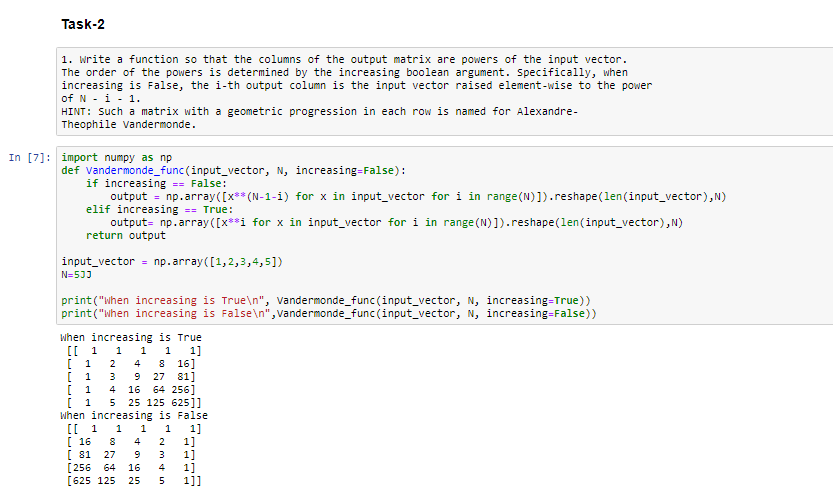 Task-2
1. Write a function so that the columns of the output matrix are powers of the input vector.
The order of the powers is determined by the increasing boolean argument. Specifically, when
increasing is False, the i-th output column is the input vector raised element-wise to the power
of N - i - 1.
HINT: Such a matrix with a geometric progression in each row is named for Alexandre-
Theophile Vandermonde.
In [7]: import numpy as np
def Vandermonde_func(input_vector, N, increasing=False):
    if increasing == False:
        output = np.array([x**(N-1-i) for x in input_vector for i in range(N)]).reshape(len(input_vector),N)
    elif increasing == True:
        output= np.array([x**i for x in input_vector for i in range(N)]).reshape(len(input_vector),N)
    return output
input_vector = np.array([1,2,3,4,5])
N=5JJ
print("When increasing is True\n", Vandermonde_func(input_vector, N, increasing=True))
print("When increasing is False\n",Vandermonde_func(input_vector, N, increasing=False))
When increasing is True
 [[  1   1   1   1   1]
 [  1   2   4   8  16]
 [  1   3   9  27  81]
 [  1   4  16  64 256]
 [  1   5  25 125 625]]
When increasing is False
 [[  1   1   1   1   1]
 [ 16   8   4   2   1]
 [ 81  27   9   3   1]
 [256  64  16   4   1]
 [625 125  25   5   1]]